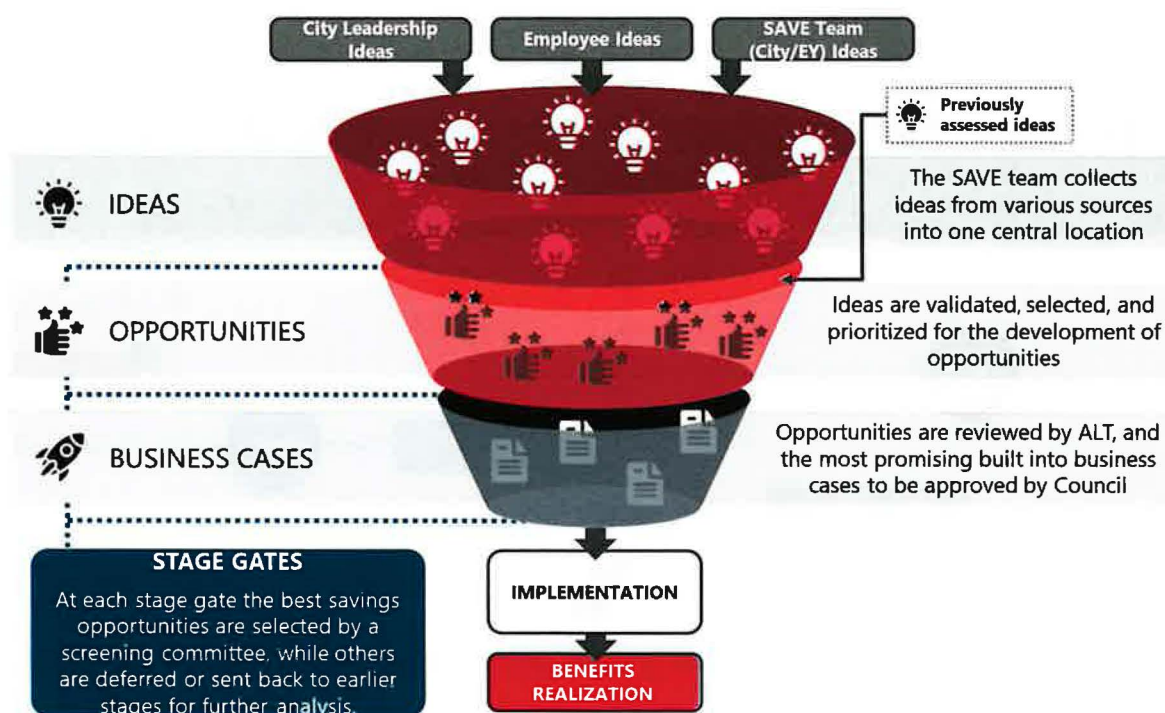 City Leadership
Ideas
Employee Ideas
SAVE Team
(City/EY) Ideas
Previously
assessed ideas
IDEAS
The SAVE team collects
ideas from various sources
into one central location
OPPORTUNITIES
Ideas are validated, selected, and
prioritized for the development of
opportunities
BUSINESS CASES
Opportunities are reviewed by ALT, and
the most promising built into business
cases to be approved by Council
STAGE GATES
At each stage gate the best savings
opportunities are selected by a
screening committee, while others
are deferred or sent back to earlier
stages for further analysis.
IMPLEMENTATION
BENEFITS
REALIZATION